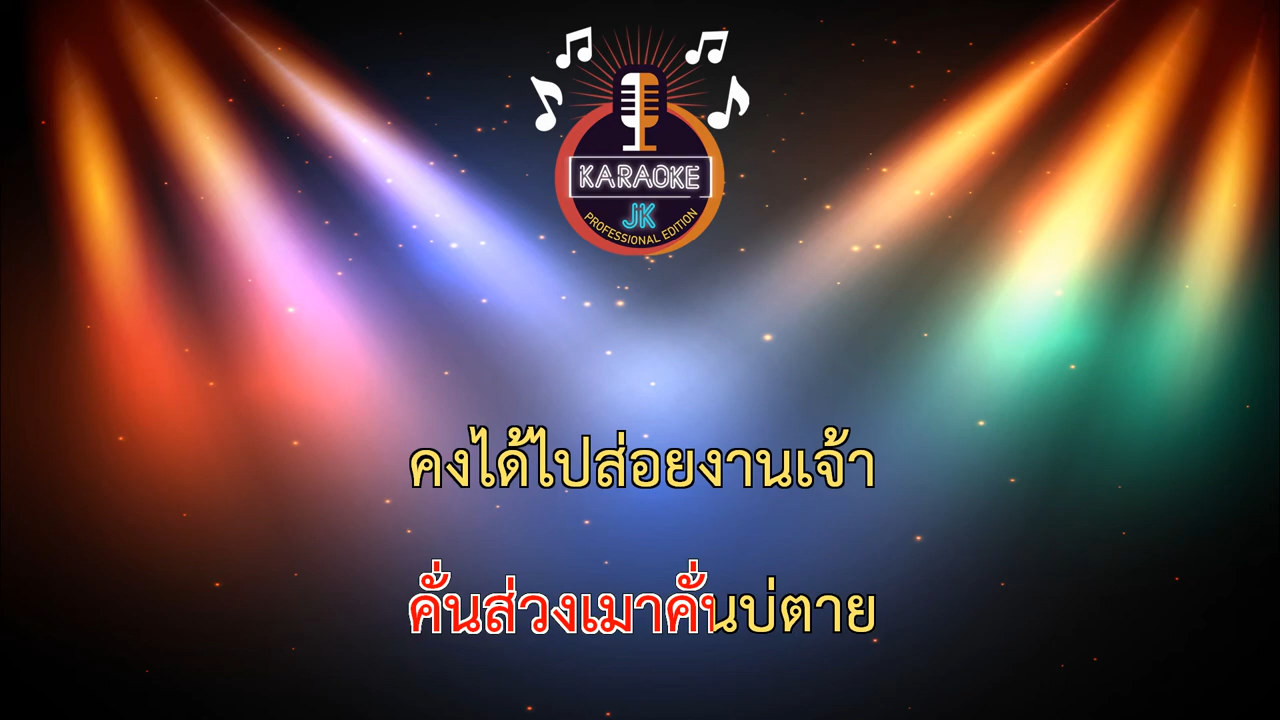 KARAOKE
JK
PROFESSIONAL EDITION
คงได้ไปส่อยงานเจ้า
คั่นส่วงเมาคั่นบ่ตาย